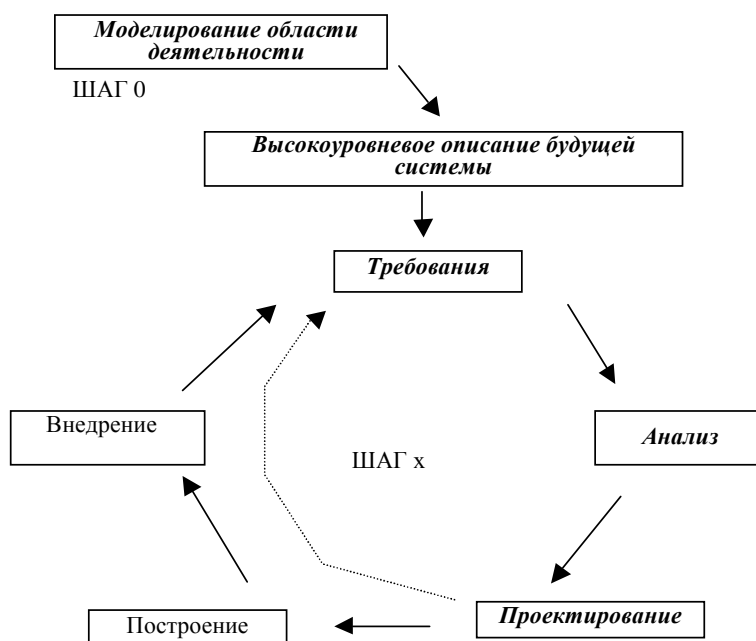 Моделирование области
деятельности
ШАГ 0
Высокоуровневое описание будущей
системы
Требования
Внедрение
Анализ
ШАГ x
Построение
Проектирование